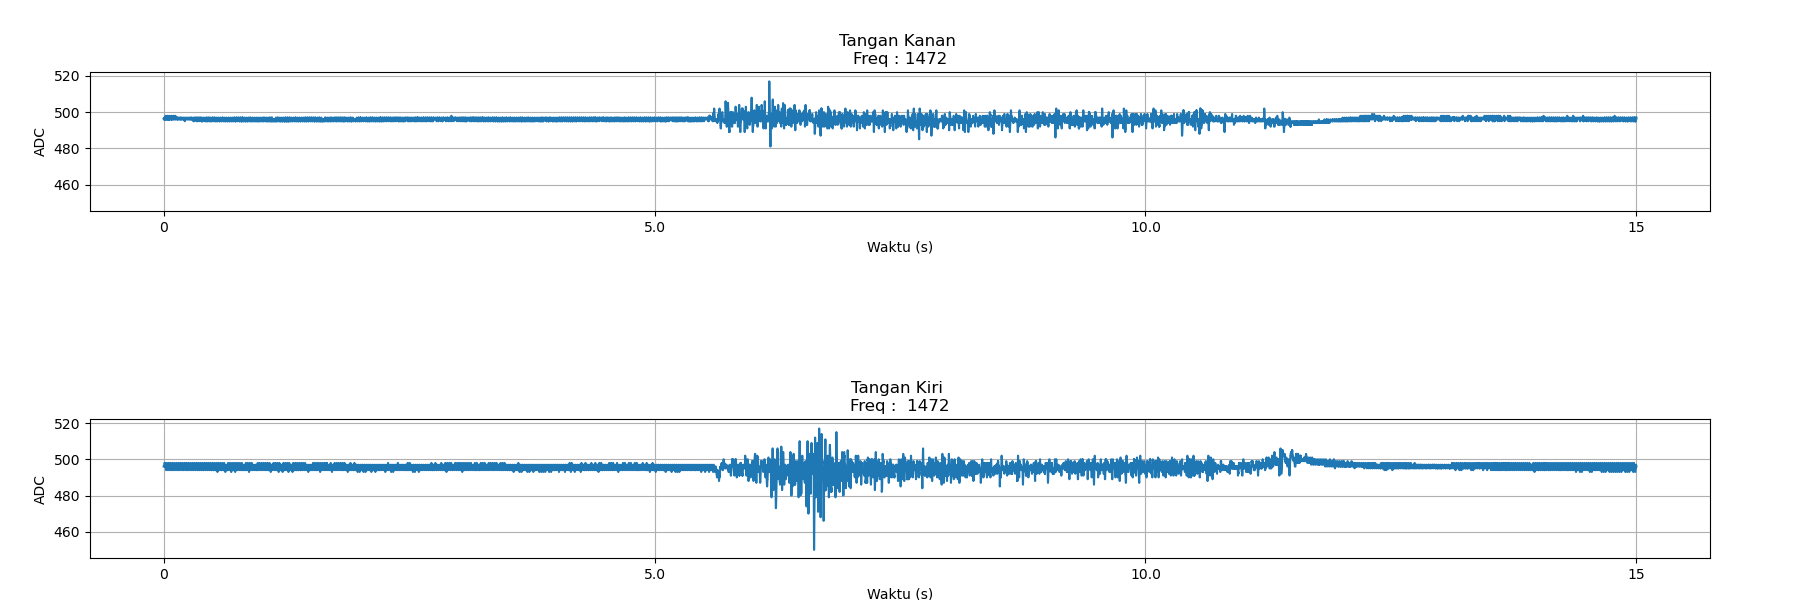 Tangan Kanan
Freq : 1472
520
500
480
460
ADC
0
5.0
10.0
15
Waktu (s)
Tangan Kiri
Freq :  1472
520
500
480
460
ADC
0
5.0
10.0
15
Waktu (s)